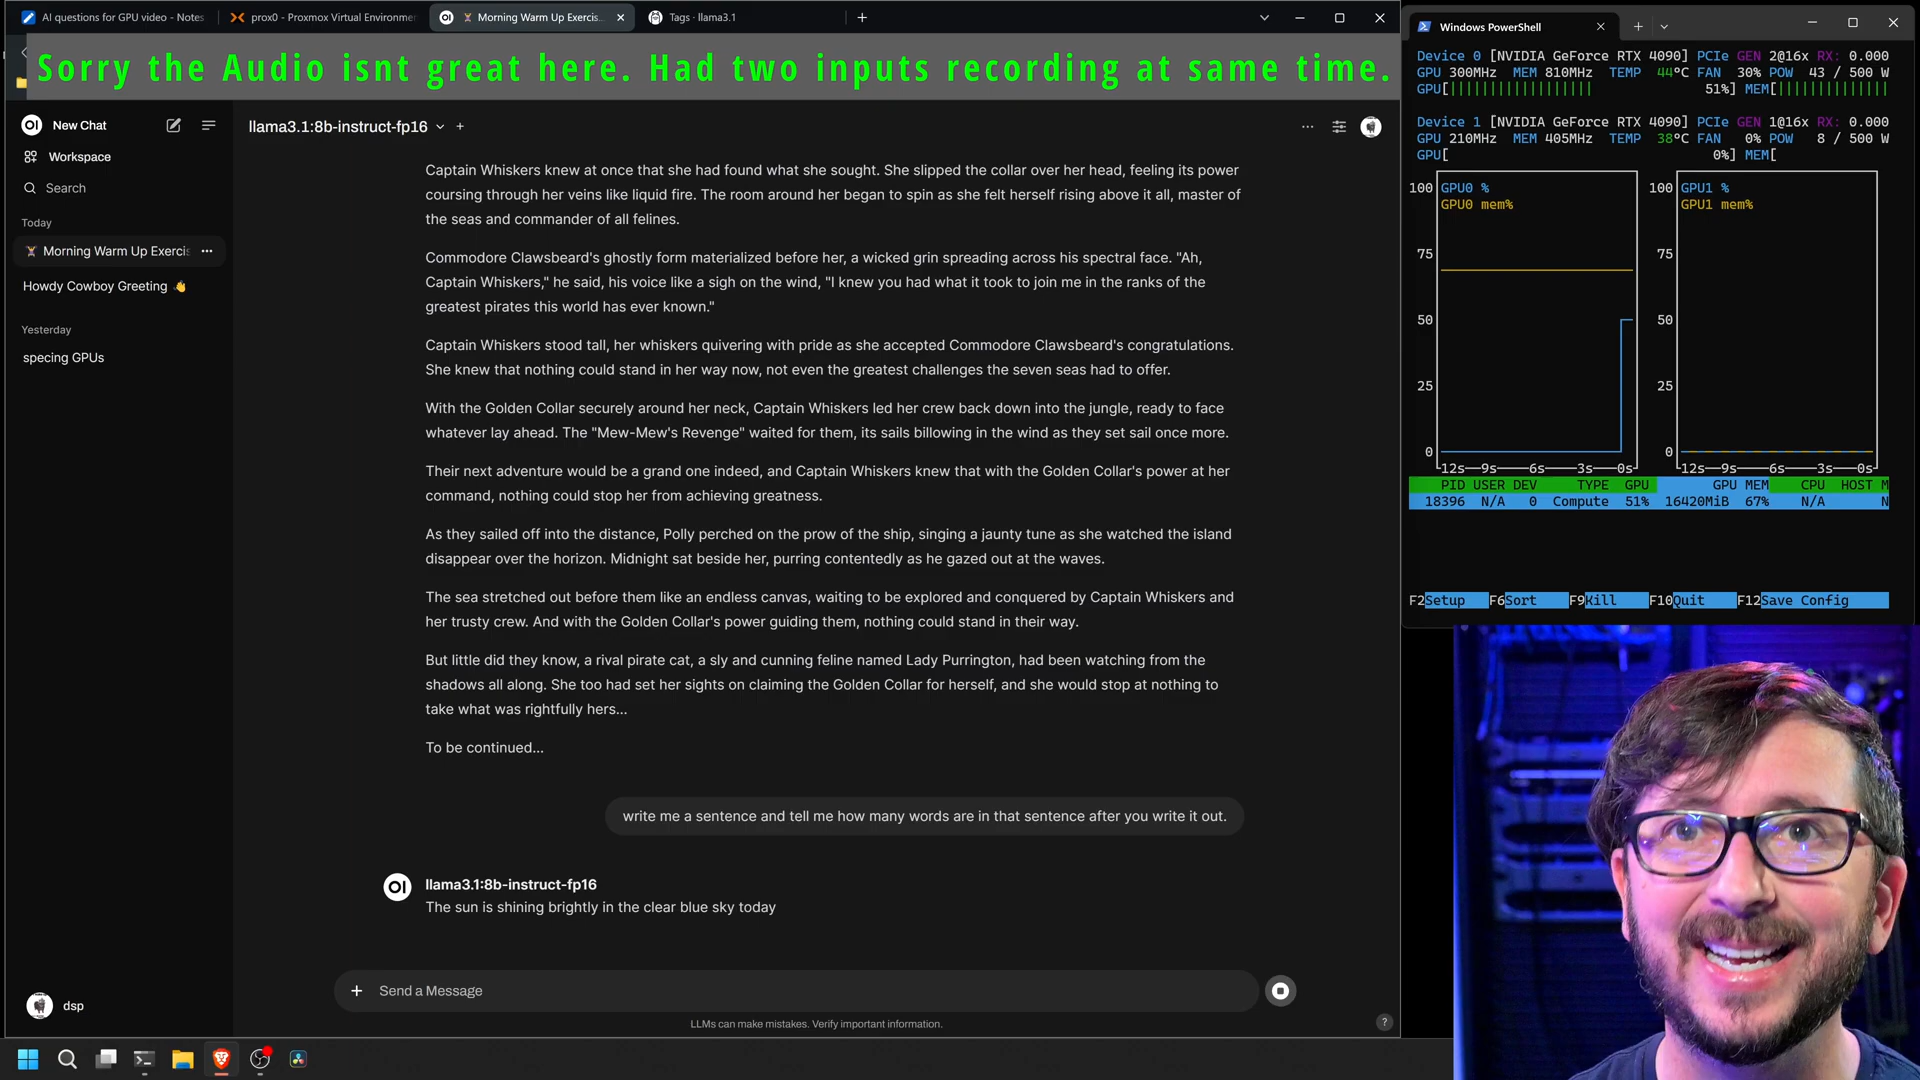 AI questions for GPU video - Notes
prox0 - Proxmox Virtual Environmen
Morning Warm Up Exercis
Tags · llama3.1
Sorry the Audio isnt great here. Had two inputs recording at same time.
New Chat
Workspace
Search
Today
Morning Warm Up Exercis
Howdy Cowboy Greeting
Yesterday
specing GPUs
dsp
llama3.1:8b-instruct-fp16
Captain Whiskers knew at once that she had found what she sought. She slipped the collar over her head, feeling its power
coursing through her veins like liquid fire. The room around her began to spin as she felt herself rising above it all, master of
the seas and commander of all felines.
Commodore Clawsbeard's ghostly form materialized before her, a wicked grin spreading across his spectral face. "Ah,
Captain Whiskers," he said, his voice like a sigh on the wind, "I knew you had what it took to join me in the ranks of the
greatest pirates this world has ever known."
Captain Whiskers stood tall, her whiskers quivering with pride as she accepted Commodore Clawsbeard's congratulations.
She knew that nothing could stand in her way now, not even the greatest challenges the seven seas had to offer.
With the Golden Collar securely around her neck, Captain Whiskers led her crew back down into the jungle, ready to face
whatever lay ahead. The "Mew-Mew's Revenge" waited for them, its sails billowing in the wind as they set sail once more.
Their next adventure would be a grand one indeed, and Captain Whiskers knew that with the Golden Collar's power at her
command, nothing could stop her from achieving greatness.
As they sailed off into the distance, Polly perched on the prow of the ship, singing a jaunty tune as she watched the island
disappear over the horizon. Midnight sat beside her, purring contentedly as he gazed out at the waves.
The sea stretched out before them like an endless canvas, waiting to be explored and conquered by Captain Whiskers and
her trusty crew. And with the Golden Collar's power guiding them, nothing could stand in their way.
But little did they know, a rival pirate cat, a sly and cunning feline named Lady Purrington, had been watching from the
shadows all along. She too had set her sights on claiming the Golden Collar for herself, and she would stop at nothing to
take what was rightfully hers...
To be continued...
write me a sentence and tell me how many words are in that sentence after you write it out.
OI
llama3.1:8b-instruct-fp16
The sun is shining brightly in the clear blue sky today
Send a Message
LLMs can make mistakes. Verify important information.
?
Windows PowerShell
Device 0 [NVIDIA GeForce RTX 4090] PCIe GEN 2@16x RX: 0.000
GPU 300MHz MEM 810MHz TEMP 44°C FAN 30% POW 43 / 500 W
GPU[||||||||||||||||||51%] MEM[||||||||||||||
Device 1 [NVIDIA GeForce RTX 4090] PCIe GEN 1@16x RX: 0.000
GPU 210MHz MEM 405MHz TEMP 38°C FAN 0% POW 8 / 500 W
GPU[ 0%] MEM[
100 GPU0 % 100 GPU1 %
GPU0 mem% GPU1 mem%
75 75
50 50
25 25
0 0
12s 9s 6s 3s 0s 12s 9s 6s 3s 0s
PID USER DEV TYPE GPU GPU MEM CPU HOST M
18396 N/A 0 Compute 51% 16420MiB 67% N/A N
F2Setup F6Sort F9Kill F10Quit F12Save Config